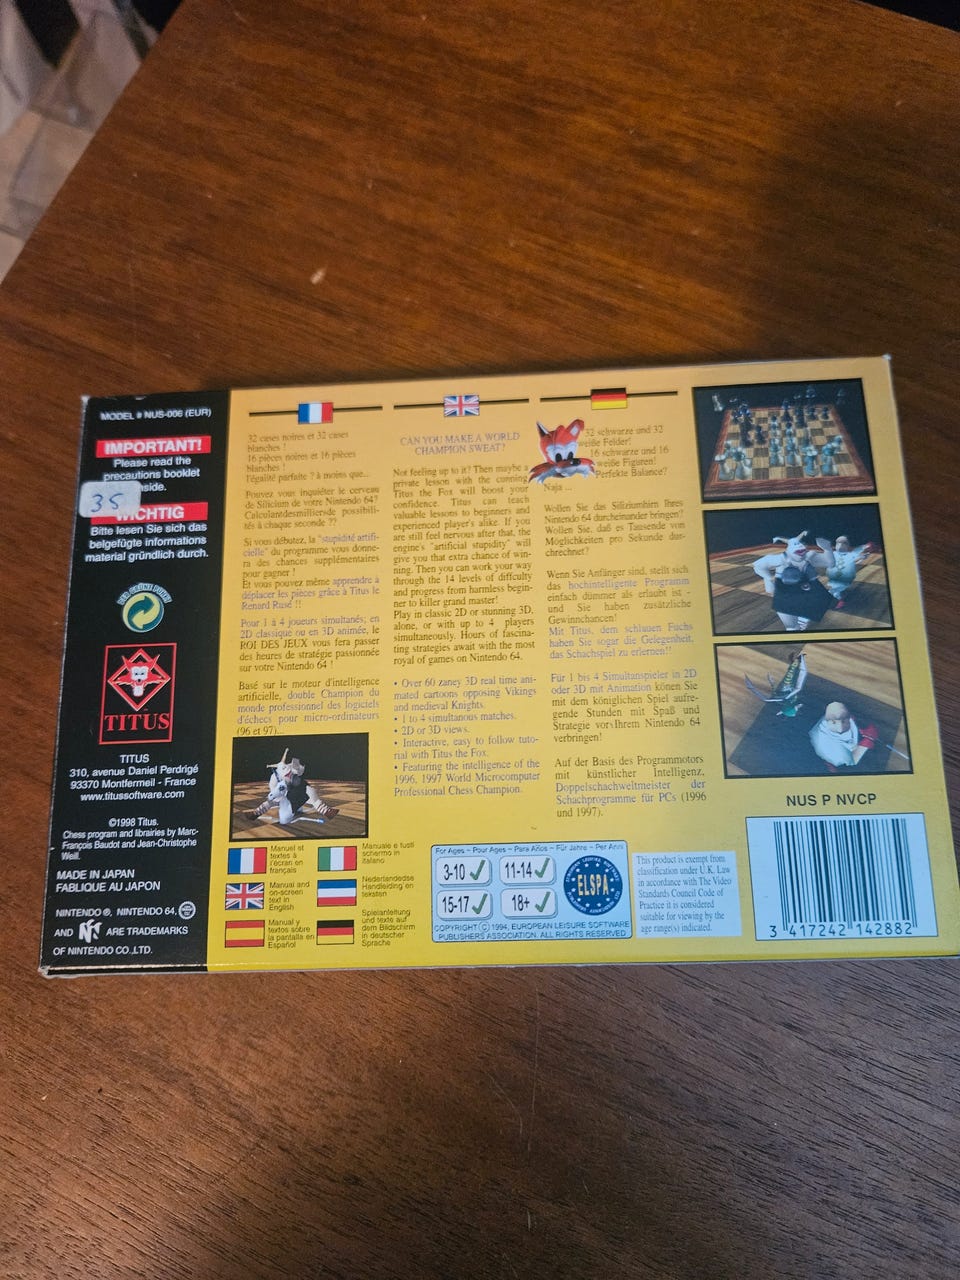 MODEL # NUS-006 (EUR)
IMPORTANT!
Please read the
precautions booklet
inside.
35
WICHTIG
Bitte lesen Sie sich das
belgefügte informations
material gründlich durch.
DER GRÜNE PUNKT
TITUS
TITUS
310, avenue Daniel Perdrigé
93370 Montfermeil - France
www.titussoftware.com
©1998 Titus.
Chess program and librairies by Marc-
François Baudot and Jean-Christophe
Weill.
MADE IN JAPAN
FABLIQUE AU JAPON
NINTENDO®, NINTENDO 64,
AND ARE TRADEMARKS
OF NINTENDO CO.,LTD.
32 cases noires et 32 cases
blanches !
16 pièces noires et 16 pièces
blanches !
l'égalité parfaite ? à moins que...
Pouvez vous inquiéter le cerveau
de Silicium de votre Nintendo 64?
Calculantdesmilliersde possibili-
tés à chaque seconde ??
Si vous débutez, la "stupidité artifi-
cielle" du programme vous donne-
ra des chances supplémentaires
pour gagner !
Et vous pouvez même apprendre à
déplacer les pièces grâce à Titus le
Renard Rusé !!
Pour 1 à 4 joueurs simultanés; en
2D classique ou en 3D animée, le
ROI DES JEUX vous fera passer
des heures de stratégie passionnée
sur votre Nintendo 64 !
Basé sur le moteur d'intelligence
artificielle, double Champion du
monde professionnel des logiciels
d'échecs pour micro-ordinateurs
(96 et 97)....
CAN YOU MAKE A WORLD
CHAMPION SWEAT?
Not feeling up to it? Then maybe a
private lesson with the cunning
Titus the Fox will boost your
confidence. Titus can teach
valuable lessons to beginners and
experienced player's alike. If you
are still feel nervous after that, the
engine's "artificial stupidity" will
give you that extra chance of win-
ning. Then you can work your way
through the 14 levels of difficulty
and progress from harmless begin-
ner to killer grand master!
Play in classic 2D or stunning 3D,
alone, or with up to 4 players
simultaneously. Hours of fascina-
ting strategies await with the most
royal of games on Nintendo 64.
• Over 60 zaney 3D real time ani-
mated cartoons opposing Vikings
and medieval Knights.
• 1 to 4 simultanous matches.
• 2D or 3D views.
• Interactive, easy to follow tuto-
rial with Titus the Fox.
• Featuring the intelligence of the
1996, 1997 World Microcomputer
Professional Chess Champion.
32 schwarze und 32
weiße Felder!
16 schwarze und 16
weiße Figuren!
Perfekte Balance?
Naja ...
Wollen Sie das Siliziumhirn Ihres
Nintendo 64 durcheinander bringen?
Wollen Sie, daß es Tausende von
Möglichkeiten pro Sekunde dur-
chrechnet?
Wenn Sie Anfänger sind, stellt sich
das hochintelligente Programm
einfach dümmer als erlaubt ist -
und Sie haben zusätzliche
Gewinnchancen!
Mit Titus, dem schlauen Fuchs
haben Sie sogar die Gelegenheit,
das Schachspiel zu erlernen!!
Für 1 bis 4 Simultanspieler in 2D
oder 3D mit Animation könen Sie
mit dem königlichen Spiel aufre-
gende Stunden mit Spaß und
Strategie vor Ihrem Nintendo 64
verbringen!
Auf der Basis des Programmotors
mit künstlicher Intelligenz,
Doppelschachweltmeister der
Schachprogramme für PCs (1996
und 1997).
Manuel et
textes à
l'écran en
français
Manuale e tusti
schermo in
italano
Manual and
on-screen
text in
English
Nederlandsedse
Handleiding en
teksten
Manual y
textos sobre
la pantalla en
Español
Spielanleitung
und texte auf
dem Bildschirm
in deutscher
Sprache
For Ages ~ Pour Ages ~ Para Años ~ Für Jahre ~ Per Anni
3-10 11-14
15-17 18+
ELSPA
COPYRIGHT (C) 1994, EUROPEAN LEISURE SOFTWARE
PUBLISHERS ASSOCIATION. ALL RIGHTS RESERVED
This product is exempt from
classification under U.K. Law
in accordance with The Video
Standards Council Code of
Practice it is considered
suitable for viewing by the
age range(s) indicated.
NUS P NVCP
3 417242 142882